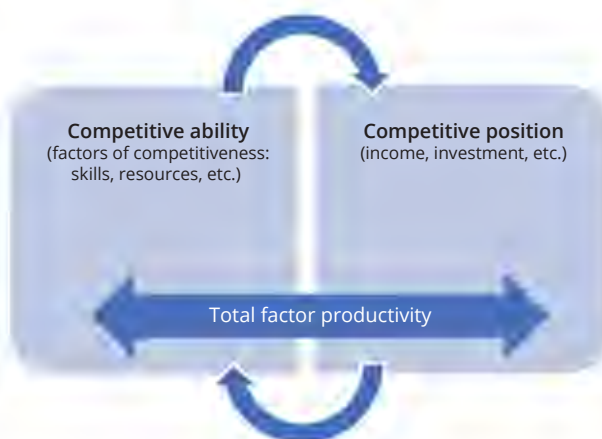 Competitive ability
(factors of competitiveness:
skills, resources, etc.)
Competitive position
(income, investment, etc.)
Total factor productivity